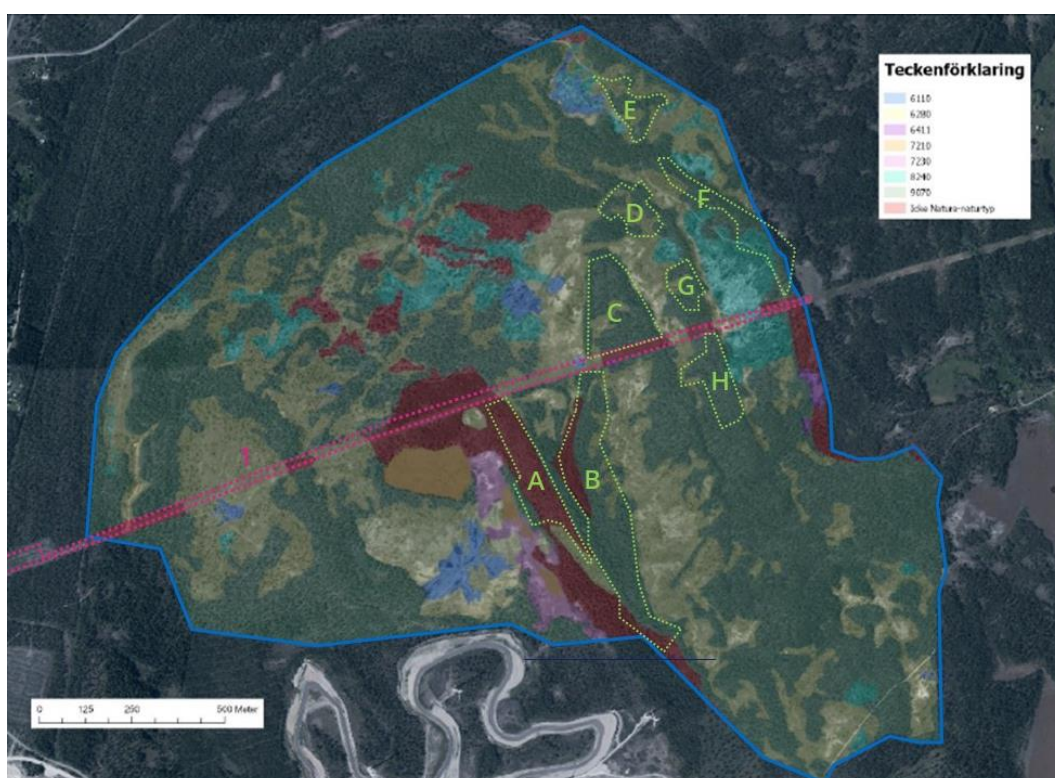 Teckenförklaring
6110
6280
6411
7210
7230
8240
9070
Icke Natura-naturtyp
E
F
D
G
C
H
1
A
B
0 125 250 500 Meter